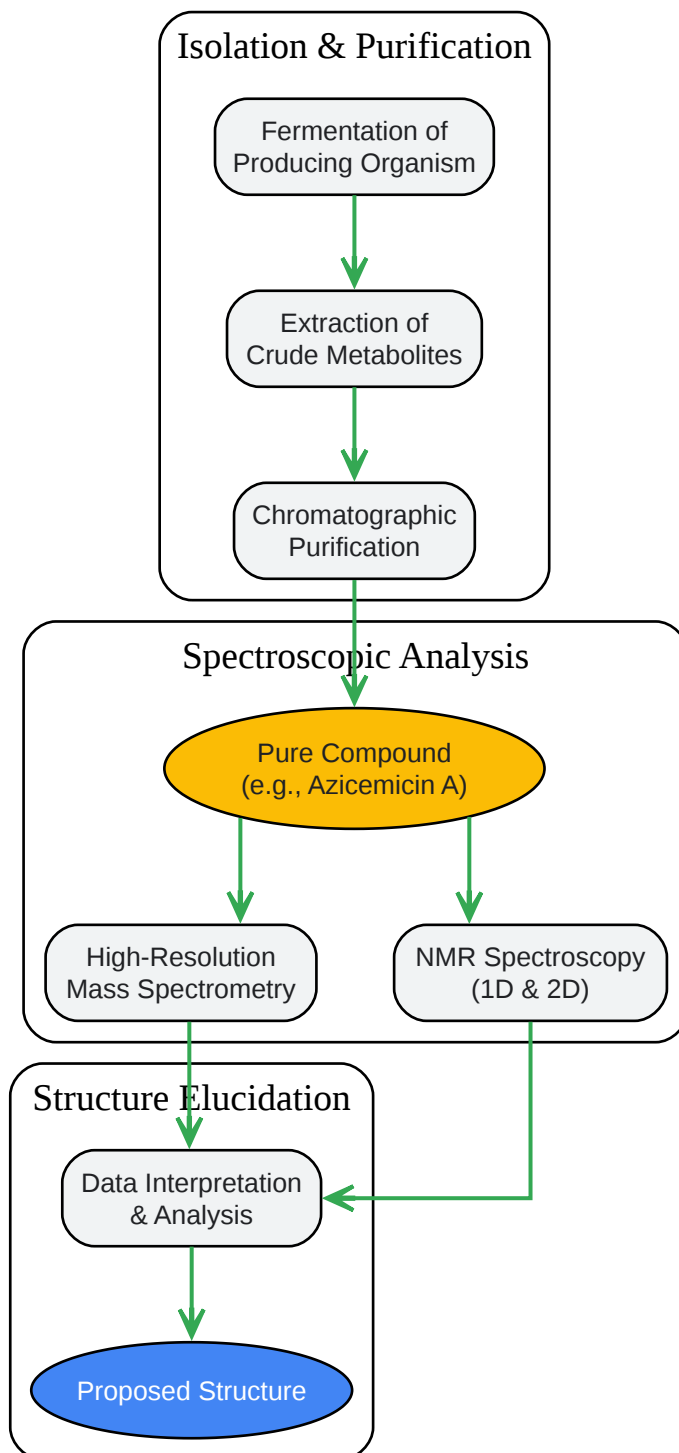 Isolation & Purification
Fermentation of
Producing Organism
Extraction of
Crude Metabolites
Chromatographic
Purification
Spectroscopic Analysis
Pure Compound
(e.g., Azicemicin A)
High-Resolution
Mass Spectrometry
NMR Spectroscopy
(1D & 2D)
Structure Elucidation
Data Interpretation
& Analysis
Proposed Structure